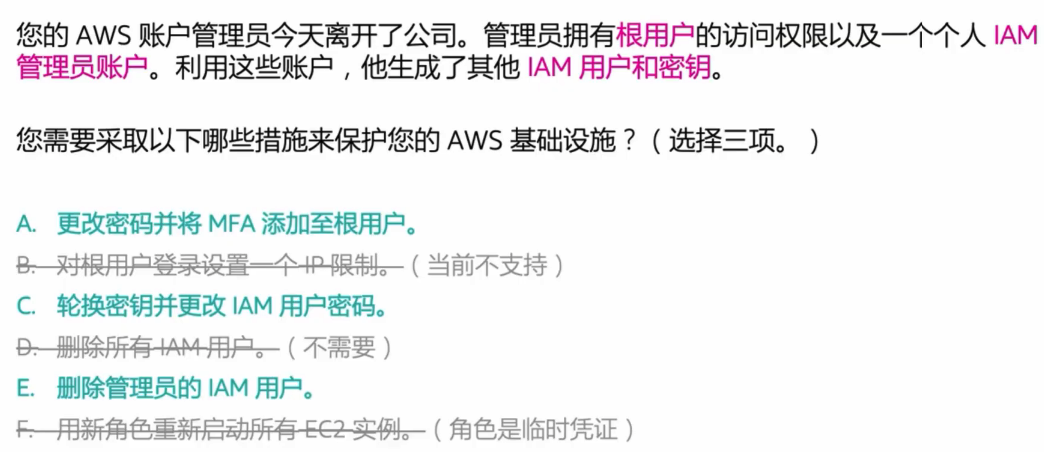 您的 AWS 账户管理员今天离开了公司。管理员拥有根用户的访问权限以及一个个人 IAM
管理员账户。利用这些账户，他生成了其他 IAM 用户和密钥。
您需要采取以下哪些措施来保护您的 AWS 基础设施？（选择三项。）
A. 更改密码并将 MFA 添加至根用户。
B. 对根用户登录设置一个 IP 限制。（当前不支持）
C. 轮换密钥并更改 IAM 用户密码。
D. 删除所有 IAM 用户。（不需要）
E. 删除管理员的 IAM 用户。
F. 用新角色重新启动所有 EC2 实例。（角色是临时凭证）